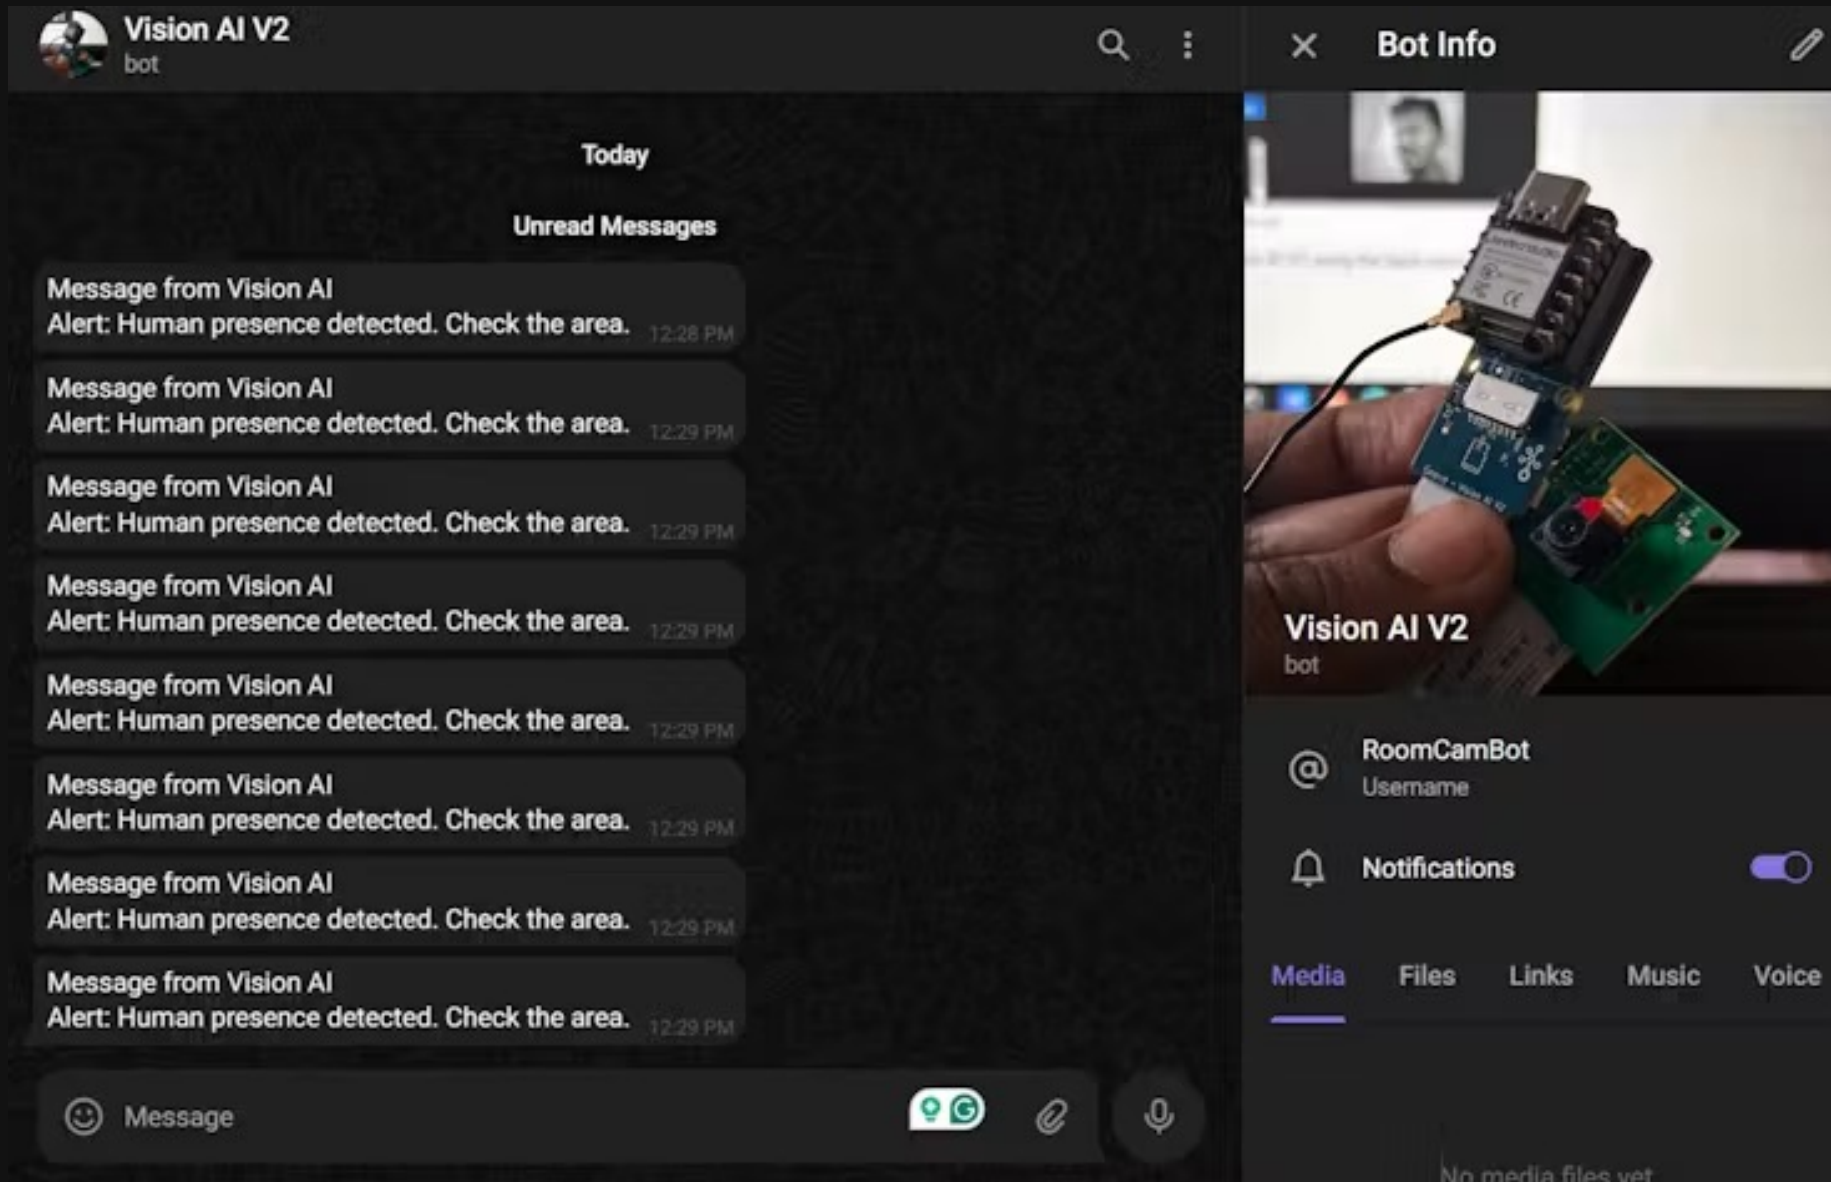 Vision AI V2
bot
Today
Unread Messages
Message from Vision AI
Alert: Human presence detected. Check the area. 12:28 PM
Message from Vision AI
Alert: Human presence detected. Check the area. 12:29 PM
Message from Vision AI
Alert: Human presence detected. Check the area. 12:29 PM
Message from Vision AI
Alert: Human presence detected. Check the area. 12:29 PM
Message from Vision AI
Alert: Human presence detected. Check the area. 12:29 PM
Message from Vision AI
Alert: Human presence detected. Check the area. 12:29 PM
Message from Vision AI
Alert: Human presence detected. Check the area. 12:29 PM
Message from Vision AI
Alert: Human presence detected. Check the area. 12:29 PM
Message
Bot Info
CE
Vision AI V2
bot
RoomCamBot
Username
Notifications
Media Files Links Music Voice
No media files yet